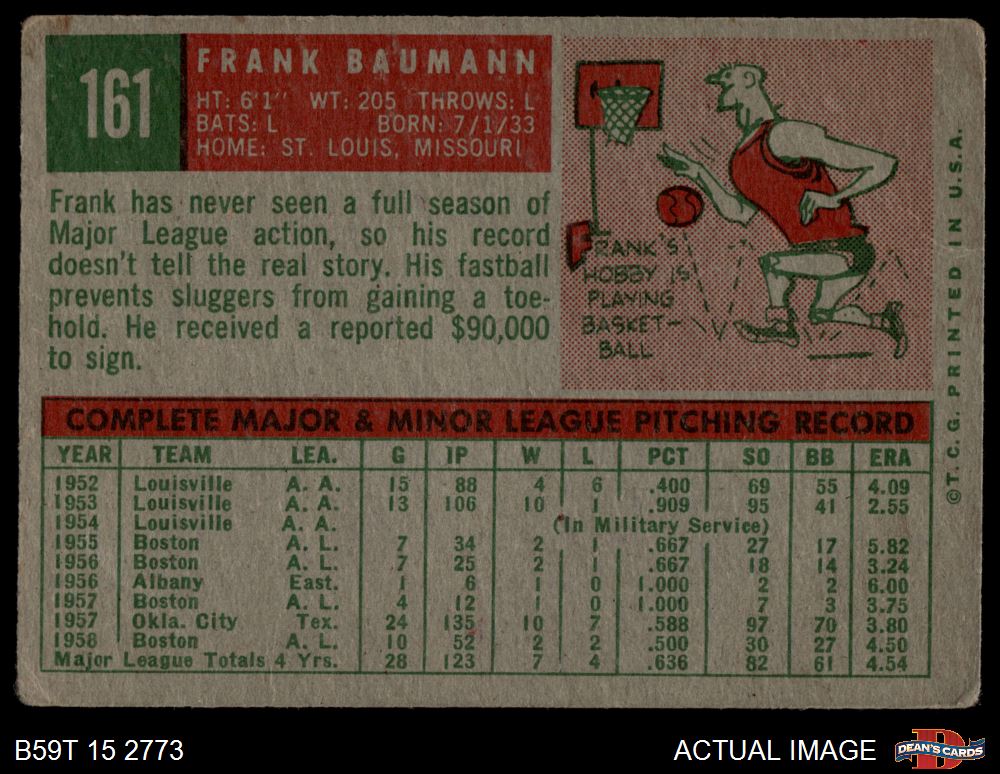 161
FRANK BAUMANN
HT: 6'1" WT: 205 THROWS: L
BATS: L BORN: 7/1/33
HOME: ST. LOUIS, MISSOURI
Frank has never seen a full season of
Major League action, so his record
doesn't tell the real story. His fastball
prevents sluggers from gaining a toe-
hold. He received a reported $90,000
to sign.
FRANK'S
HOBBY IS
PLAYING
BASKET-
BALL
©T.C.G. PRINTED IN U.S.A.
COMPLETE MAJOR & MINOR LEAGUE PITCHING RECORD
YEAR TEAM LEA. G IP W L PCT SO BB ERA
1952 Louisville A. A. 15 88 4 6 .400 69 55 4.09
1953 Louisville A. A. 13 106 10 1 .909 95 41 2.55
1954 Louisville A. A. (In Military Service)
1955 Boston A. L. 7 34 2 1 .667 27 17 5.82
1956 Boston A. L. 7 25 2 1 .667 18 14 3.24
1956 Albany East. 1 6 1 0 1.000 2 2 6.00
1957 Boston A. L. 4 12 1 0 1.000 7 3 3.75
1957 Okla. City Tex. 24 135 10 7 .588 97 70 3.80
1958 Boston A. L. 10 52 2 2 .500 30 27 4.50
Major League Totals 4 Yrs. 28 123 7 4 .636 82 61 4.54
B59T 15 2773
ACTUAL IMAGE
D
DEAN'S CARDS